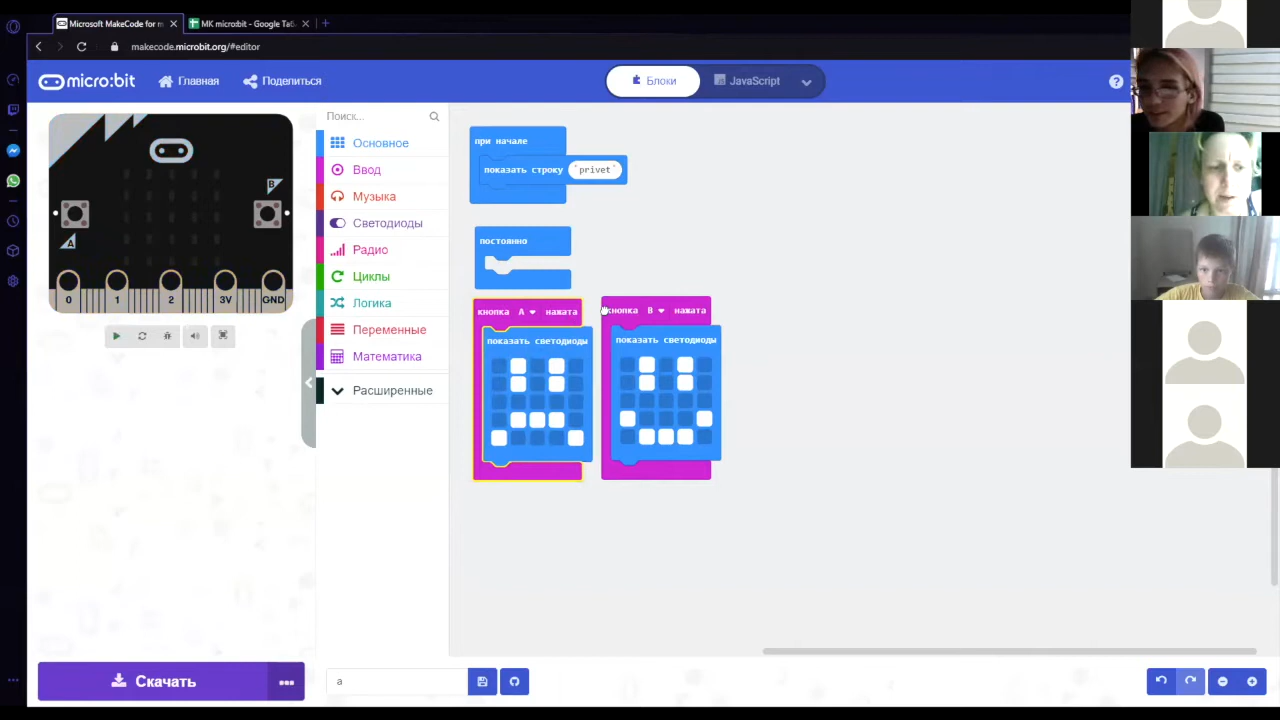 Microsoft MakeCode for m
MK micro:bit - Google Таб
makecode.microbit.org/#editor
micro:bit
Главная
Поделиться
Блоки
JavaScript
Поиск...
Основное
Ввод
Музыка
Светодиоды
Радио
Циклы
Логика
Переменные
Математика
Расширенные
A
B
0
1
2
3V
GND
при начале
показать строку
`privet`
постоянно
кнопка A нажата
показать светодиоды
кнопка B нажата
показать светодиоды
Скачать
a